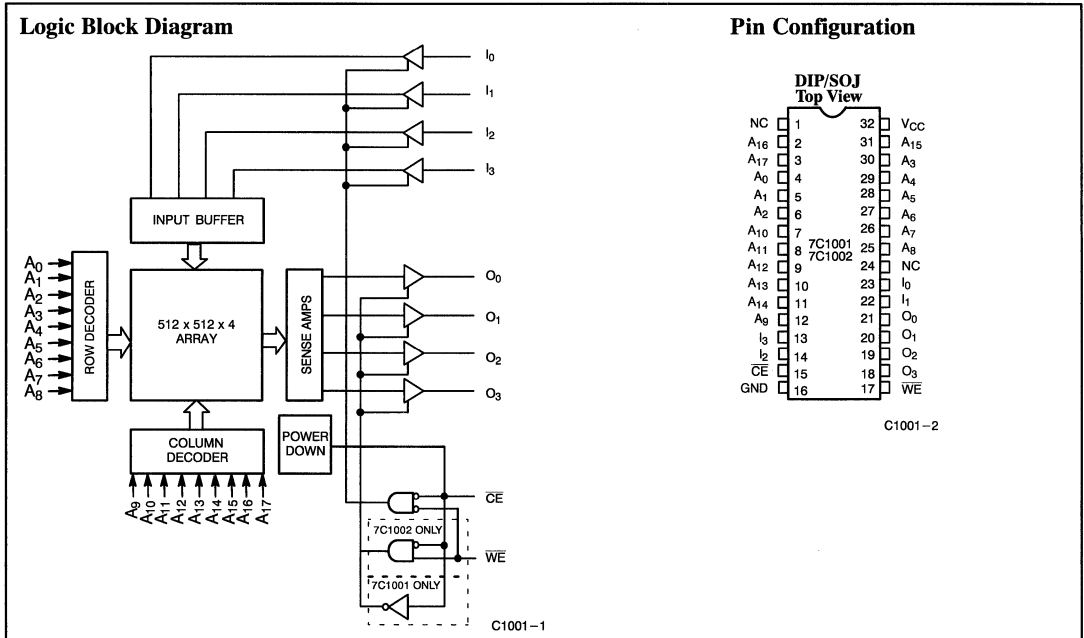 Logic Block Diagram
I0
I1
I2
I3
INPUT BUFFER
A0
A1
A2
A3
A4
A5
A6
A7
A8
ROW DECODER
512 x 512 x 4
ARRAY
SENSE AMPS
O0
O1
O2
O3
COLUMN
DECODER
POWER
DOWN
A9
A10
A11
A12
A13
A14
A15
A16
A17
CE
7C1002 ONLY
WE
7C1001 ONLY
C1001-1
Pin Configuration
DIP/SOJ
Top View
NC 1 32 VCC
A16 2 31 A15
A17 3 30 A3
A0 4 29 A4
A1 5 28 A5
A2 6 27 A6
A10 7 26 A7
A11 8 7C1001 25 A8
7C1002
A12 9 24 NC
A13 10 23 I0
A14 11 22 I1
A9 12 21 O0
I3 13 20 O1
I2 14 19 O2
CE 15 18 O3
GND 16 17 WE
C1001-2